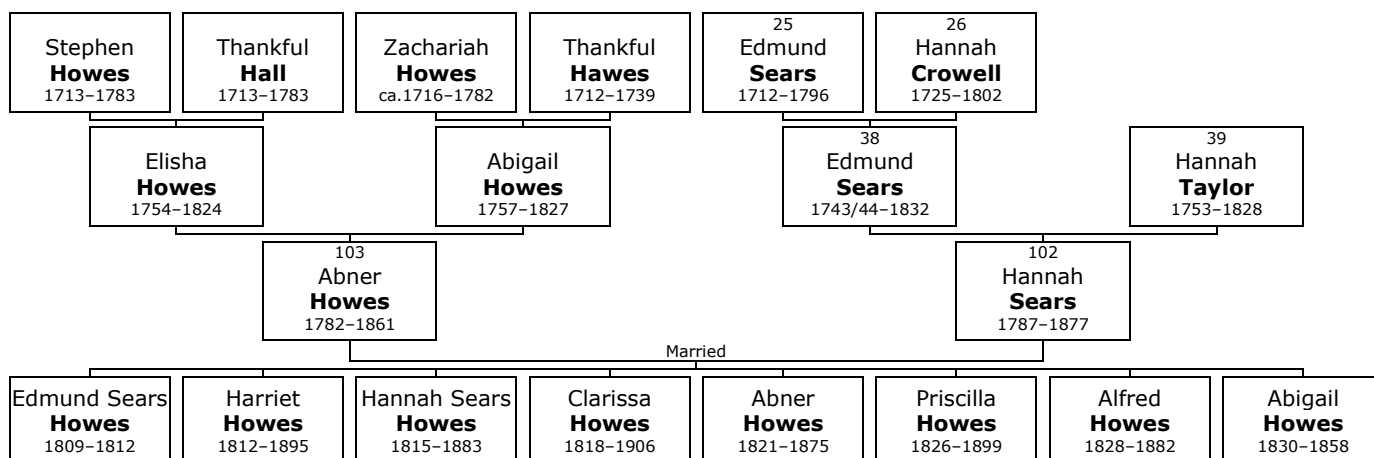 Stephen
Howes
1713–1783
Thankful
Hall
1713–1783
Zachariah
Howes
ca.1716–1782
Thankful
Hawes
1712–1739
25
Edmund
Sears
1712–1796
26
Hannah
Crowell
1725–1802
Elisha
Howes
1754–1824
Abigail
Howes
1757–1827
38
Edmund
Sears
1743/44–1832
39
Hannah
Taylor
1753–1828
103
Abner
Howes
1782–1861
102
Hannah
Sears
1787–1877
Married
Edmund Sears
Howes
1809–1812
Harriet
Howes
1812–1895
Hannah Sears
Howes
1815–1883
Clarissa
Howes
1818–1906
Abner
Howes
1821–1875
Priscilla
Howes
1826–1899
Alfred
Howes
1828–1882
Abigail
Howes
1830–1858